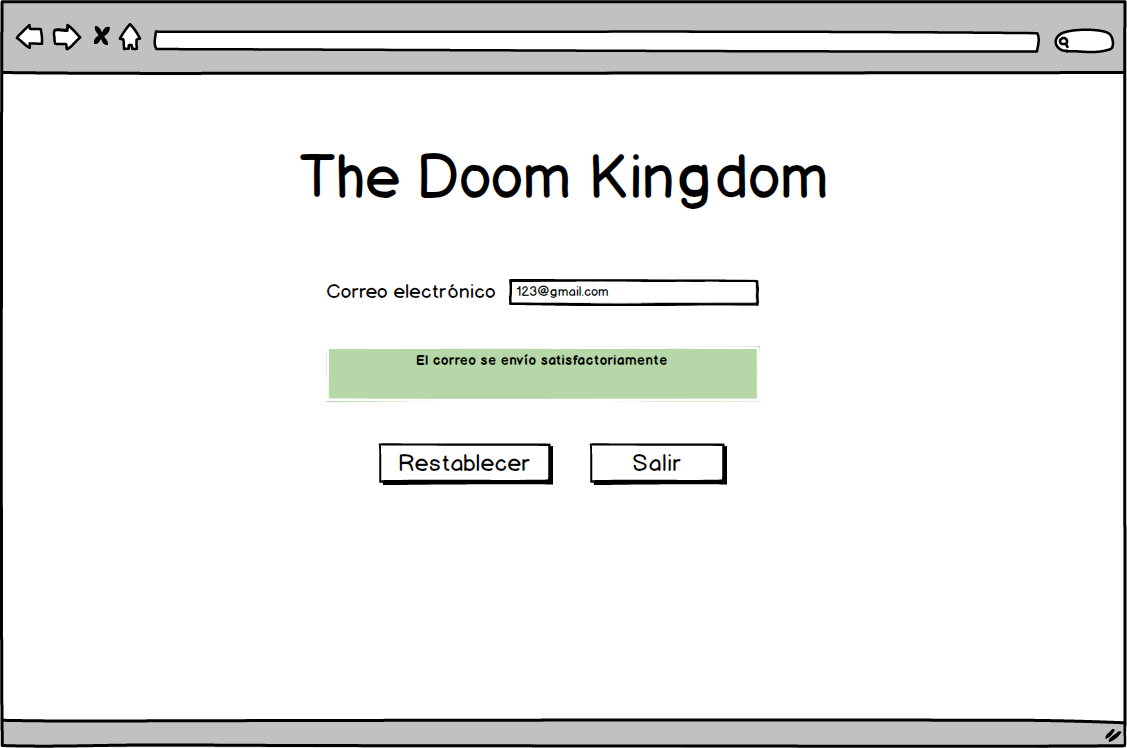 The Doom Kingdom
Correo electrónico 123@gmail.com
El correo se envío satisfactoriamente
Restablecer Salir